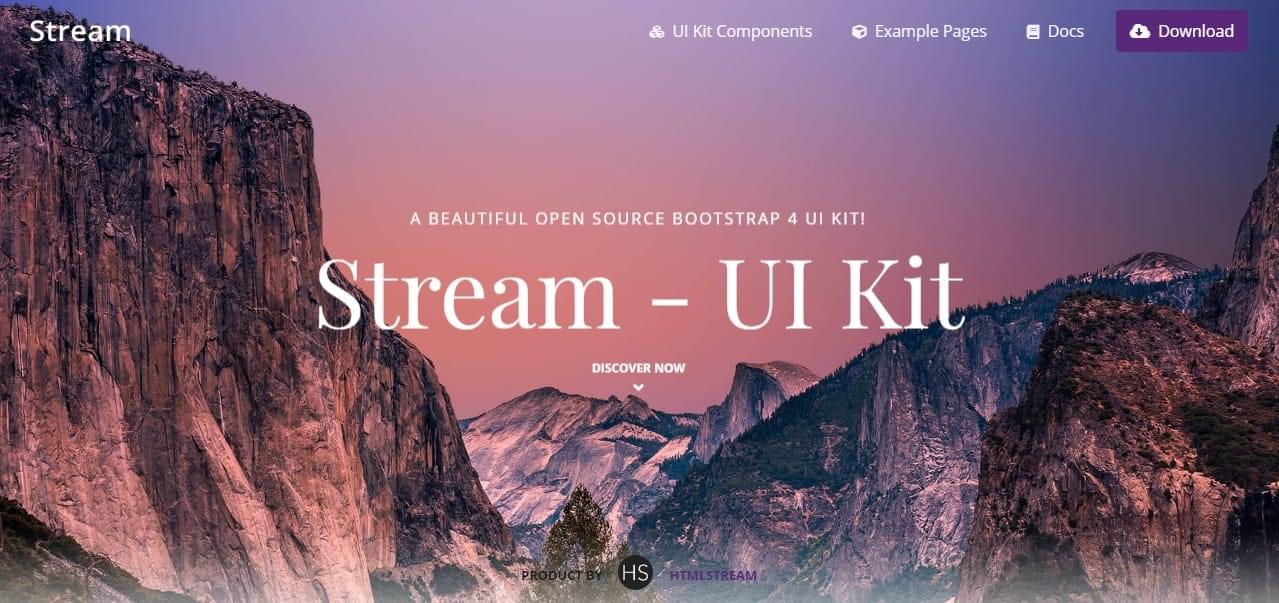 Stream
UI Kit Components
Example Pages
Docs
Download
A BEAUTIFUL OPEN SOURCE BOOTSTRAP 4 UI KIT!
Stream – UI Kit
DISCOVER NOW
PRODUCT BY HS HTMLSTREAM